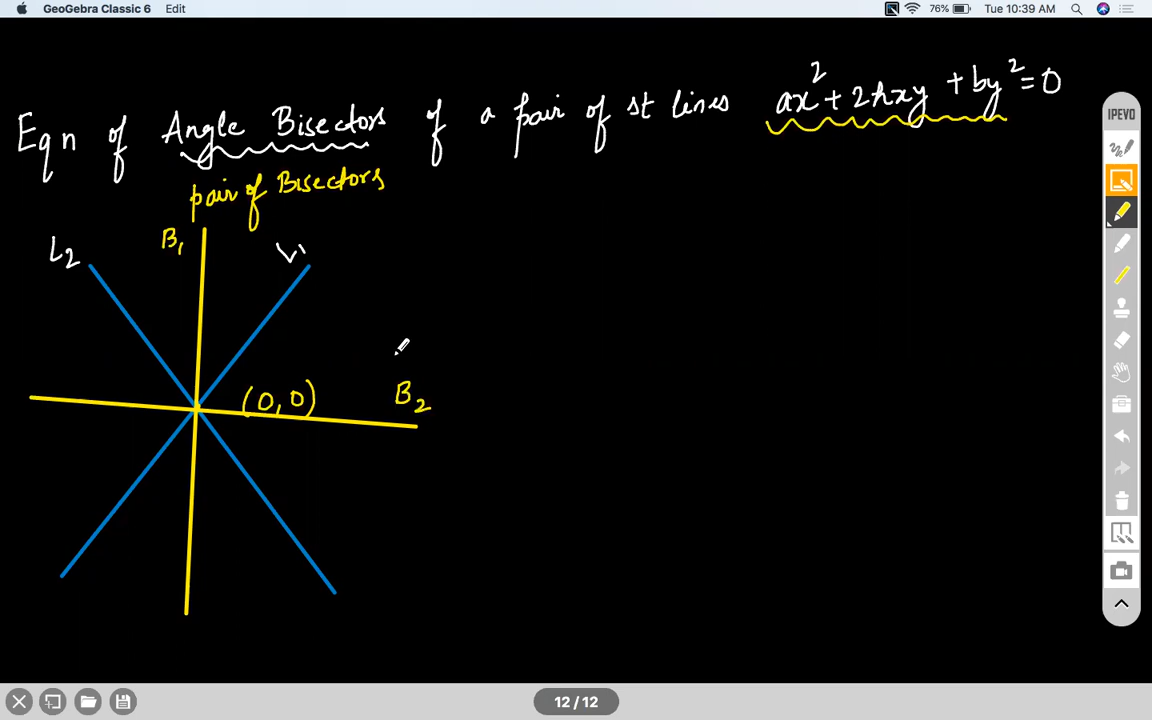 GeoGebra Classic 6 Edit 76% Tue 10:39 AM
Eqn of Angle Bisectors of a pair of st lines ax² + 2hxy + by² = 0
pair of Bisectors
B₁
L₂
(0,0)
B₂
IPEVO
12 / 12